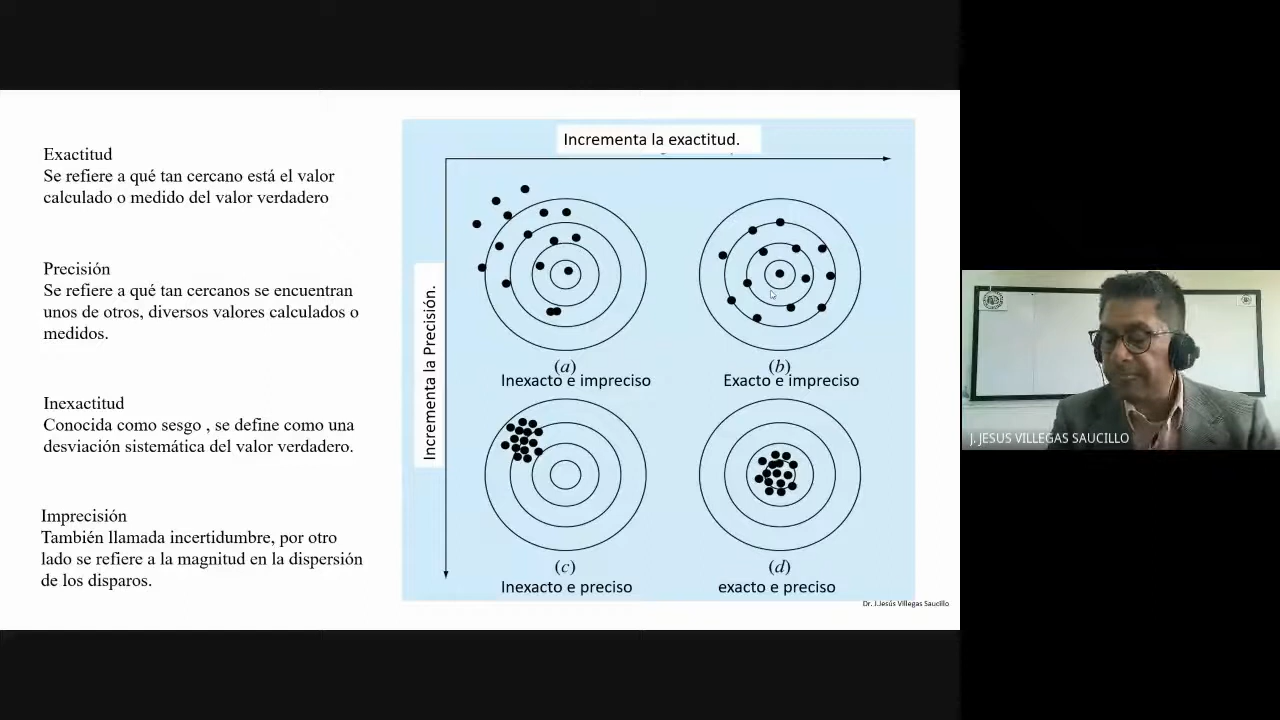 Exactitud
Se refiere a qué tan cercano está el valor
calculado o medido del valor verdadero
Precisión
Se refiere a qué tan cercanos se encuentran
unos de otros, diversos valores calculados o
medidos.
Inexactitud
Conocida como sesgo , se define como una
desviación sistemática del valor verdadero.
Imprecisión
También llamada incertidumbre, por otro
lado se refiere a la magnitud en la dispersión
de los disparos.
Incrementa la exactitud.
Incrementa la Precisión.
(a)
Inexacto e impreciso
(b)
Exacto e impreciso
(c)
Inexacto e preciso
(d)
exacto e preciso
Dr. J.Jesús Villegas Saucillo
J. JESUS VILLEGAS SAUCILLO